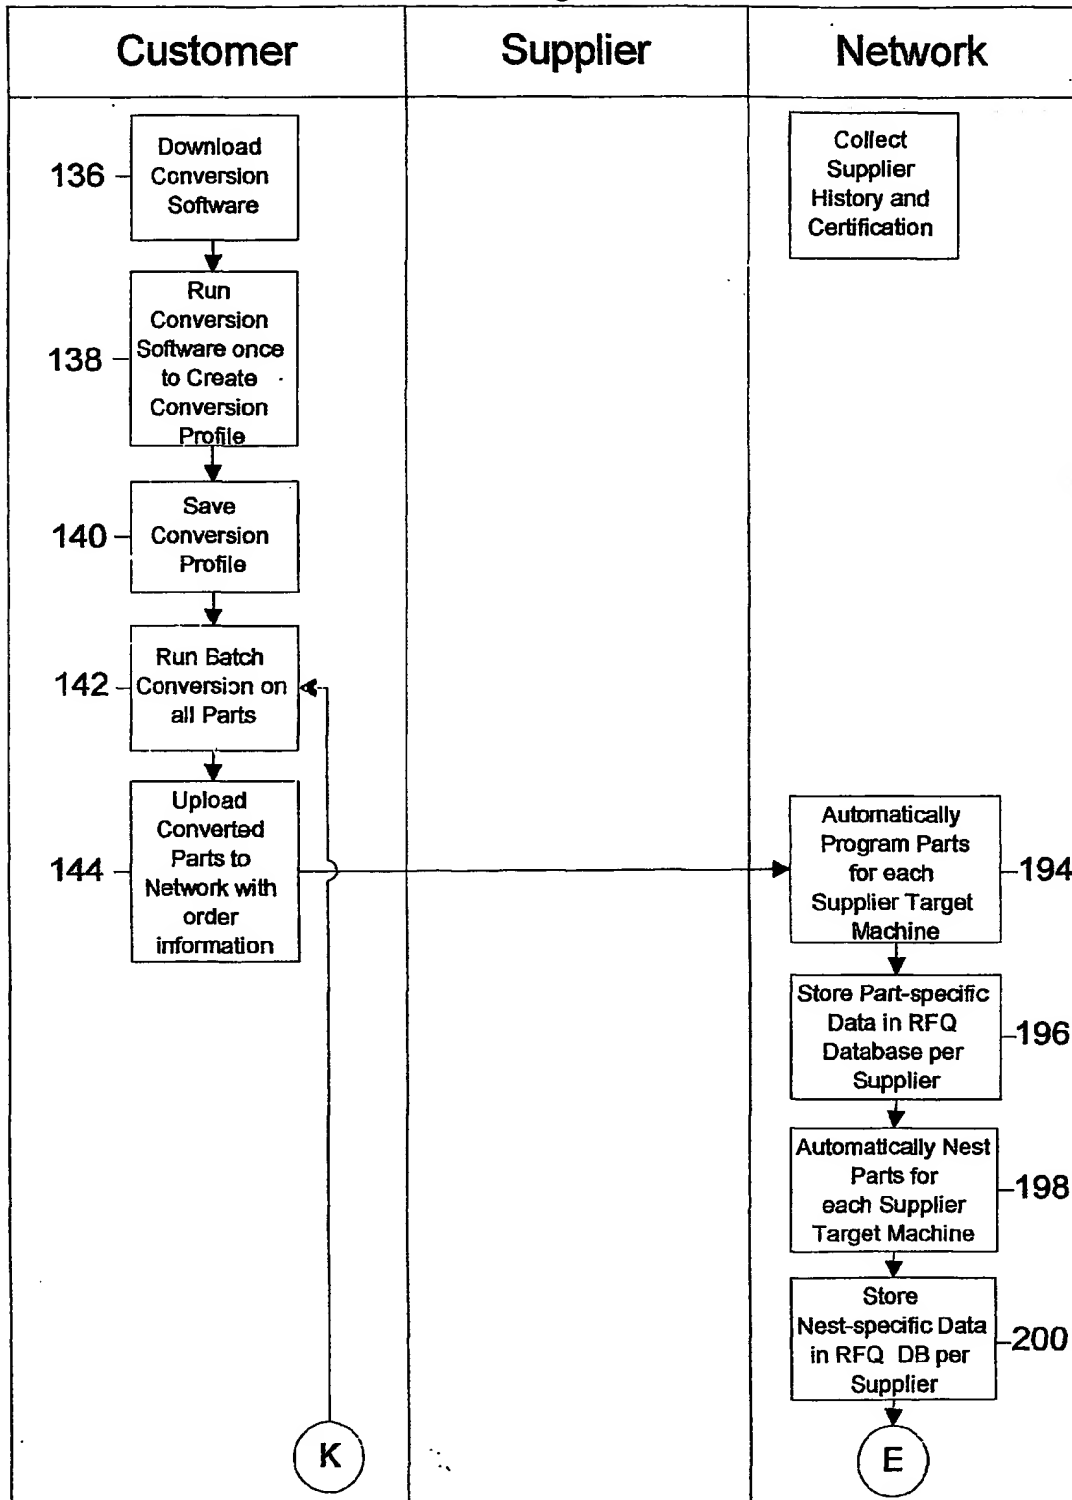 Customer
Supplier
Network
136
Download
Conversion
Software
Collect
Supplier
History and
Certification
138
Run
Conversion
Software once
to Create
Conversion
Profile
140
Save
Conversion
Profile
142
Run Batch
Conversion on
all Parts
144
Upload
Converted
Parts to
Network with
order
information
Automatically
Program Parts
for each
Supplier Target
Machine
194
Store Part-specific
Data in RFQ
Database per
Supplier
196
Automatically Nest
Parts for
each Supplier
Target Machine
198
Store
Nest-specific Data
in RFQ DB per
Supplier
200
K
E